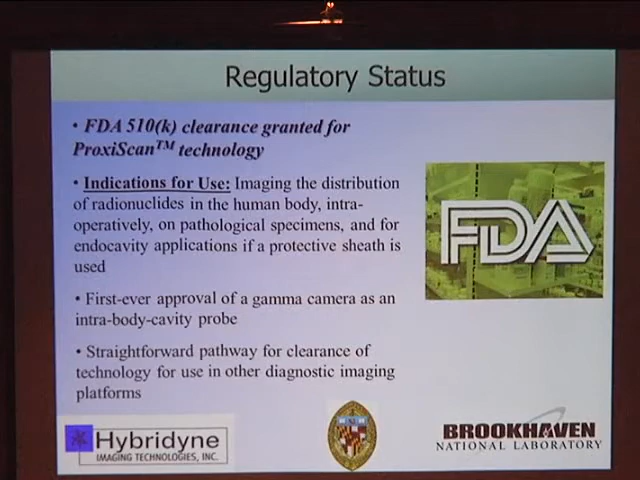 Regulatory Status
• FDA 510(k) clearance granted for
ProxiScan™ technology
• Indications for Use: Imaging the distribution
of radionuclides in the human body, intra-
operatively, on pathological specimens, and for
endocavity applications if a protective sheath is
used
• First-ever approval of a gamma camera as an
intra-body-cavity probe
• Straightforward pathway for clearance of
technology for use in other diagnostic imaging
platforms
FDA
Hybridyne
IMAGING TECHNOLOGIES, INC.
BROOKHAVEN
NATIONAL LABORATORY